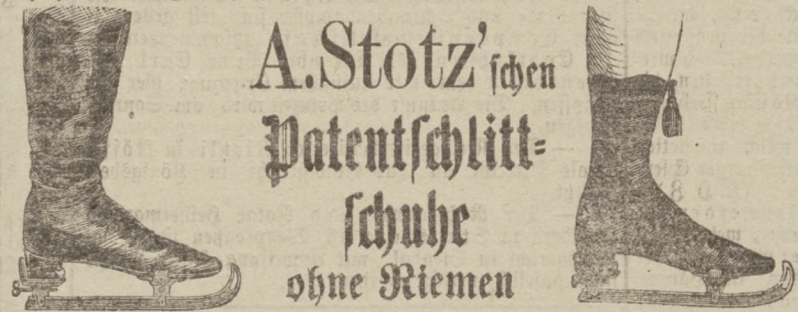 A. Stotz'schen
Patentschlitt-
schuhe
ohne Riemen